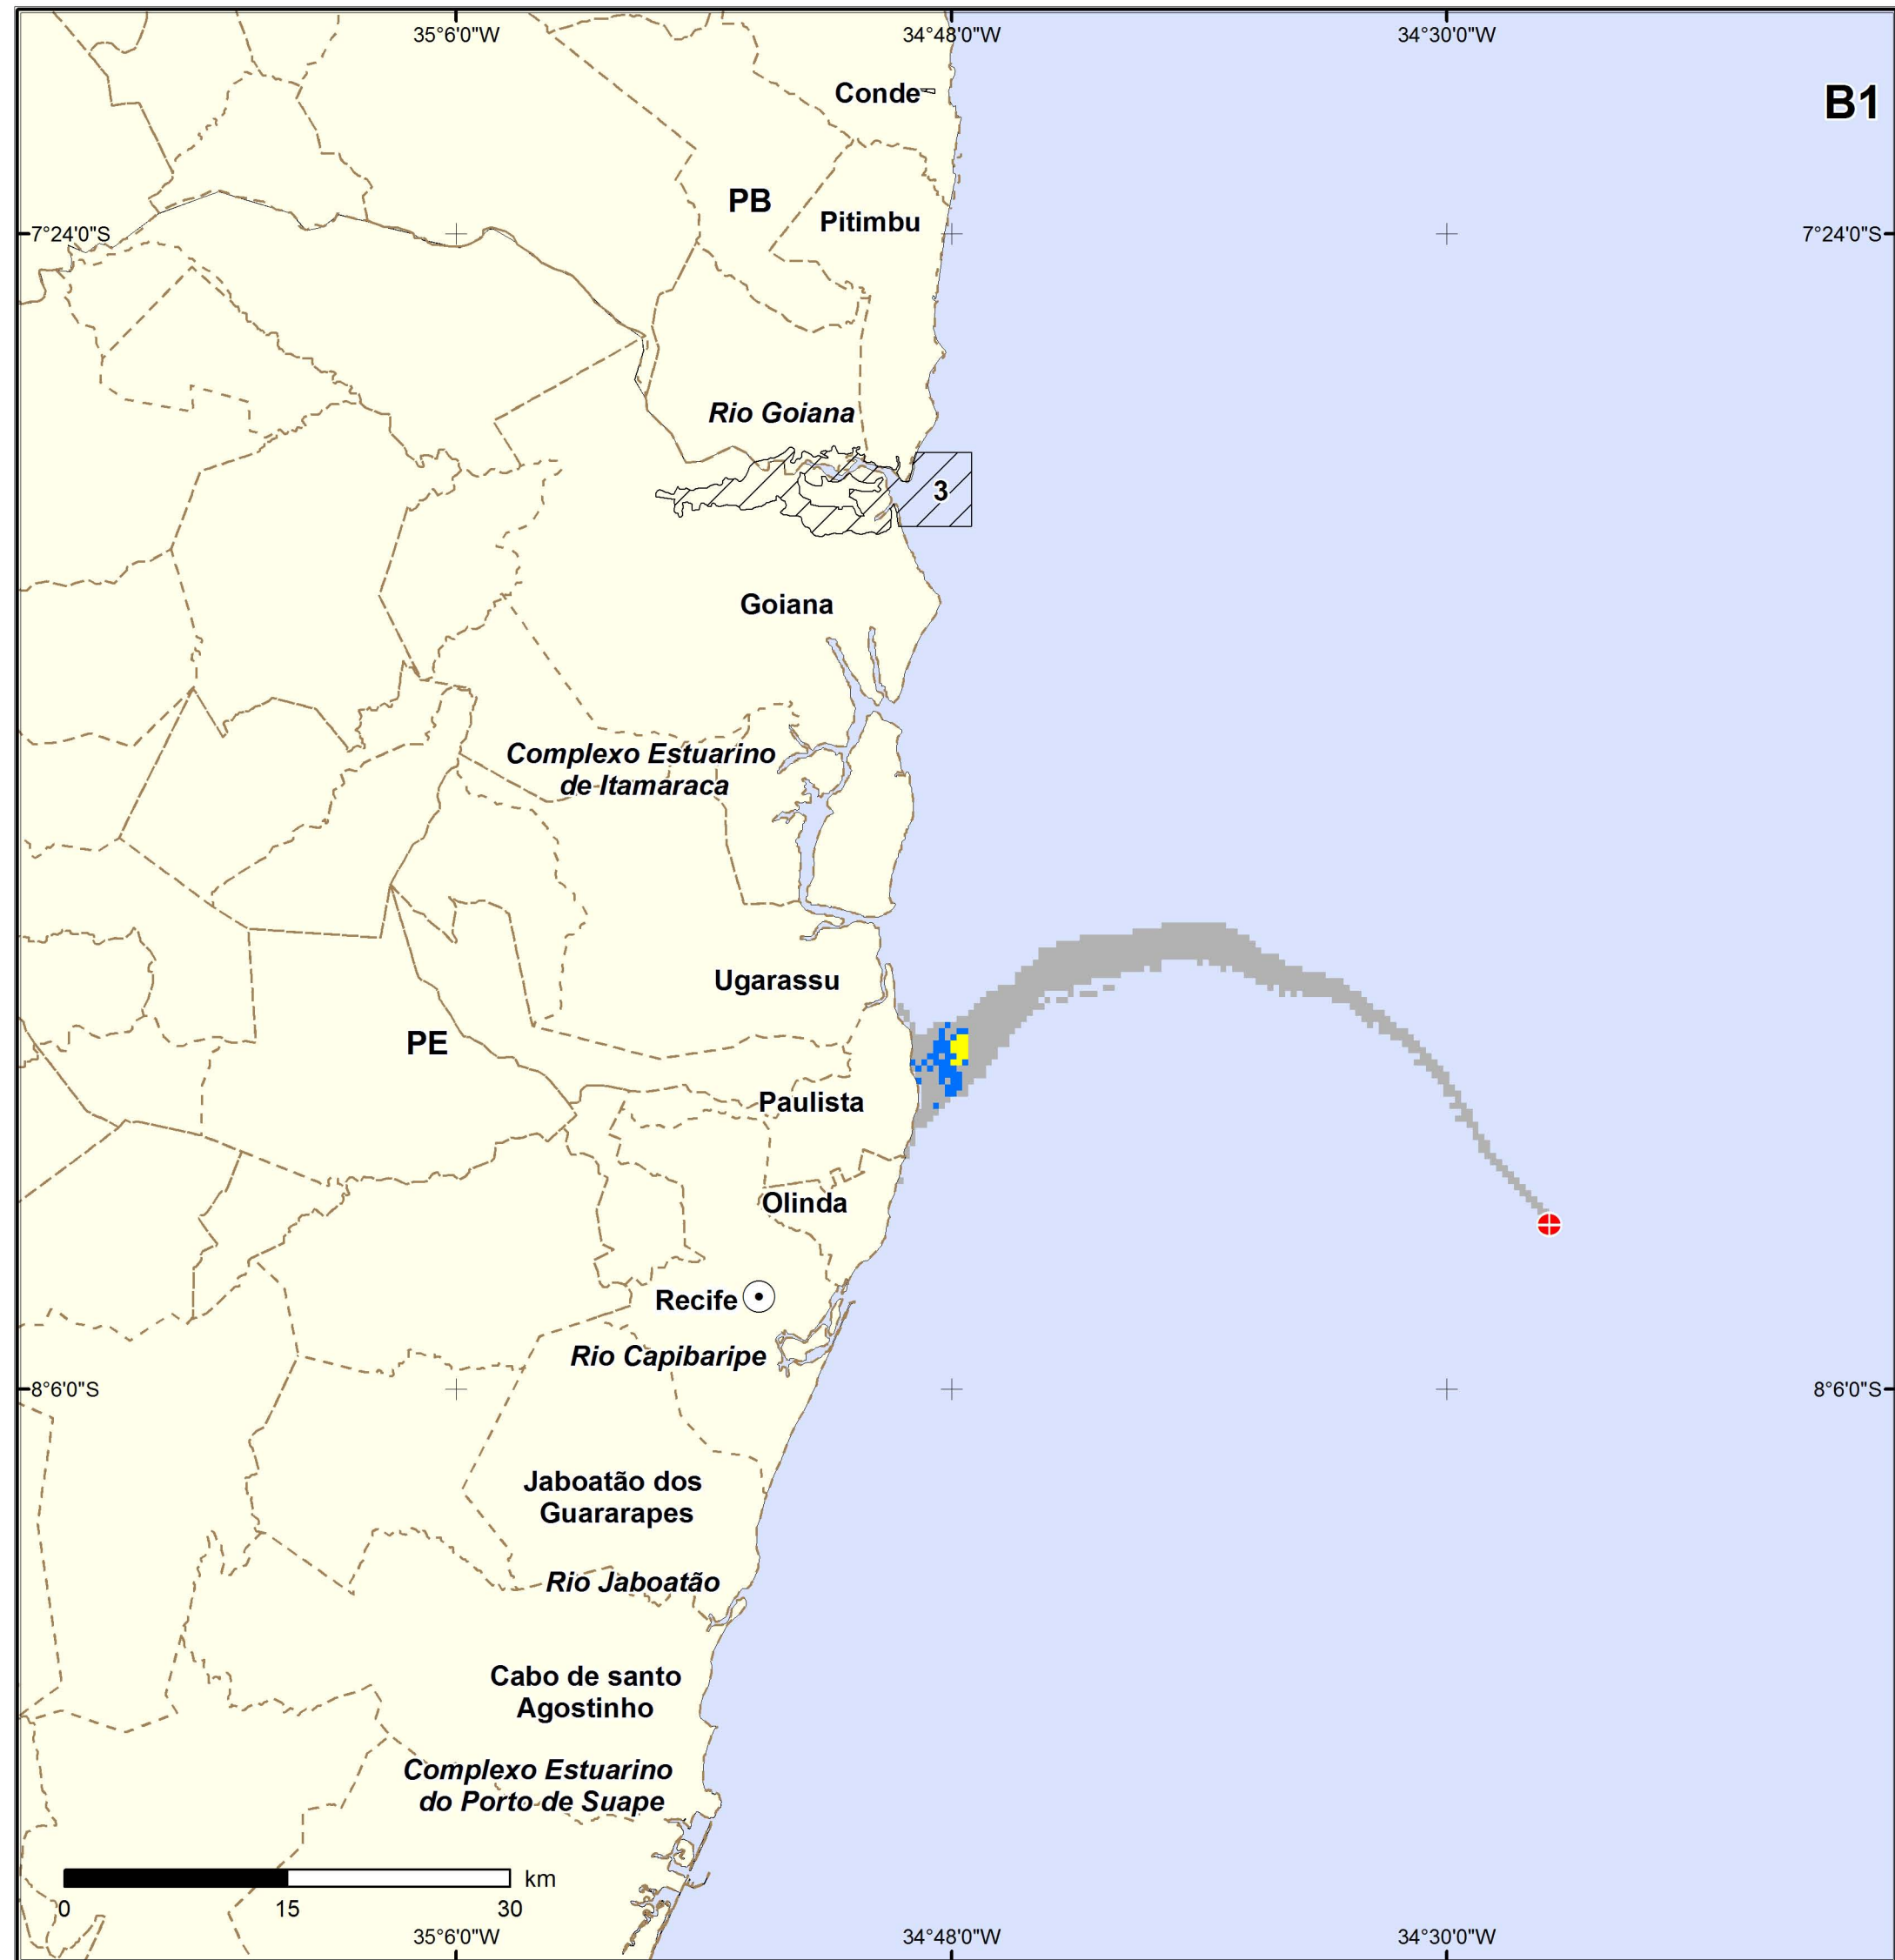 35°6'0"W
34°48'0"W
34°30'0"W
B1
Conde
PB
Pitimbu
7°24'0"S
7°24'0"S
Rio Goiana
3
Goiana
Complexo Estuarino
de Itamaraca
Ugarassu
PE
Paulista
Olinda
Recife
Rio Capibaripe
8°6'0"S
8°6'0"S
Jaboatão dos
Guararapes
Rio Jaboatão
Cabo de santo
Agostinho
Complexo Estuarino
do Porto de Suape
km
0
15
30
35°6'0"W
34°48'0"W
34°30'0"W